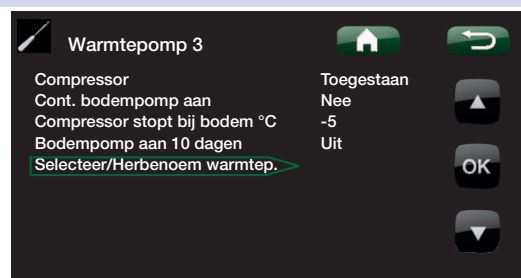 Warmtepomp 3
Compressor Toegestaan
Cont. bodempomp aan Nee
Compressor stopt bij bodem °C -5
Bodempomp aan 10 dagen Uit
Selecteer/Herbenoem warmtep.
OK